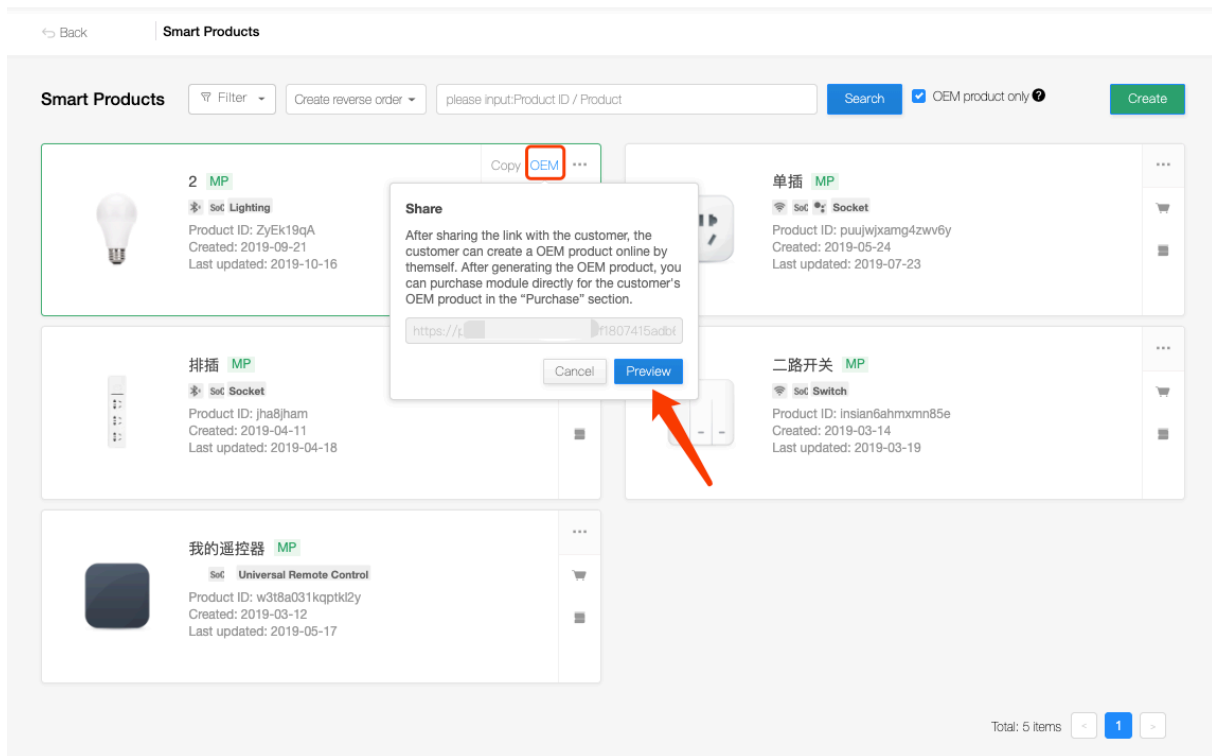 Back
Smart Products
Smart Products
Filter
Create reverse order
please input:Product ID / Product
Search
OEM product only
Create
Copy
OEM
2 MP
SoC Lighting
Product ID: ZyEk19qA
Created: 2019-09-21
Last updated: 2019-10-16
Share
After sharing the link with the customer, the
customer can create a OEM product online by
themself. After generating the OEM product, you
can purchase module directly for the customer's
OEM product in the “Purchase” section.
https://p
f1807415adb
Cancel
Preview
单插 MP
SoC Socket
Product ID: puujwjxamg4zwv6y
Created: 2019-05-24
Last updated: 2019-07-23
排插 MP
SoC Socket
Product ID: jha8jham
Created: 2019-04-11
Last updated: 2019-04-18
二路开关 MP
SoC Switch
Product ID: insian6ahmxmn85e
Created: 2019-03-14
Last updated: 2019-03-19
我的遥控器 MP
SoC Universal Remote Control
Product ID: w3t8a031kqptkl2y
Created: 2019-03-12
Last updated: 2019-05-17
Total: 5 items
< 1 >